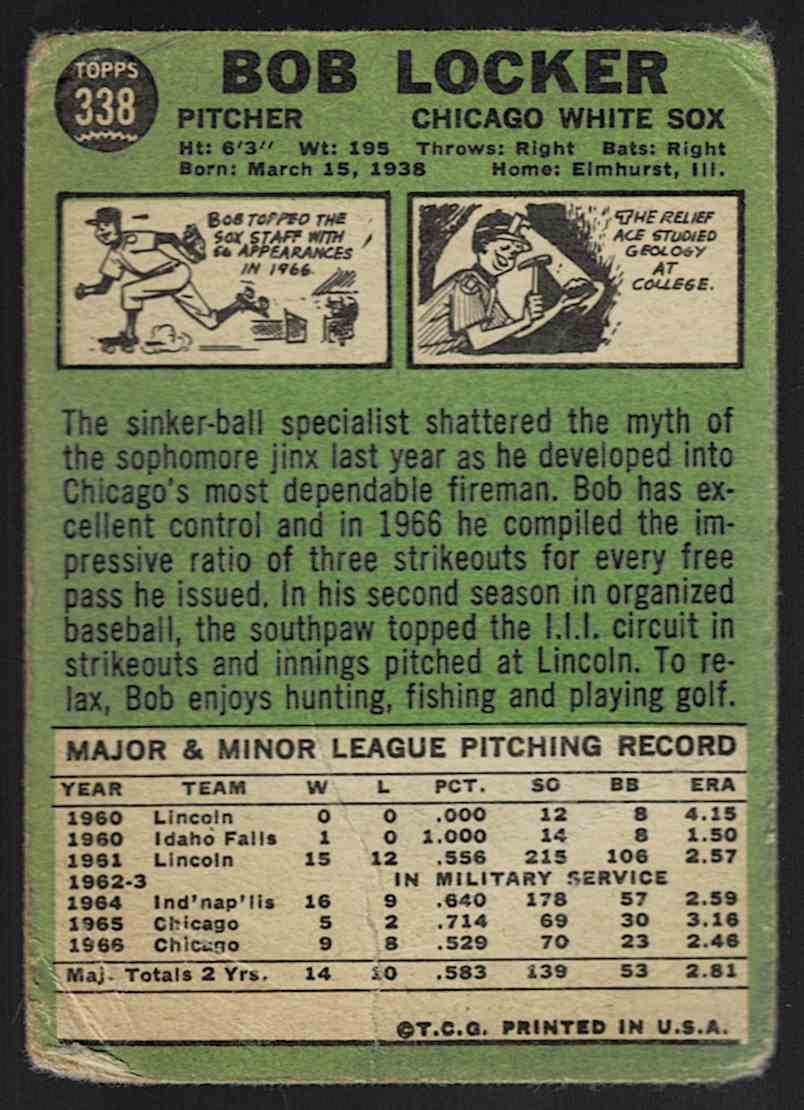 TOPPS
338
BOB LOCKER
PITCHER CHICAGO WHITE SOX
Ht: 6'3" Wt: 195 Throws: Right Bats: Right
Born: March 15, 1938 Home: Elmhurst, Ill.
BOB TOPPED THE
SOX STAFF WITH
56 APPEARANCES
IN 1966.
THE RELIEF
ACE STUDIED
GEOLOGY
AT
COLLEGE.
The sinker-ball specialist shattered the myth of
the sophomore jinx last year as he developed into
Chicago's most dependable fireman. Bob has ex-
cellent control and in 1966 he compiled the im-
pressive ratio of three strikeouts for every free
pass he issued. In his second season in organized
baseball, the southpaw topped the I.I.I. circuit in
strikeouts and innings pitched at Lincoln. To re-
lax, Bob enjoys hunting, fishing and playing golf.
MAJOR & MINOR LEAGUE PITCHING RECORD
YEAR TEAM W L PCT. SO BB ERA
1960 Lincoln 0 0 .000 12 8 4.15
1960 Idaho Falls 1 0 1.000 14 8 1.50
1961 Lincoln 15 12 .556 215 106 2.57
1962-3 IN MILITARY SERVICE
1964 Ind'nap'lis 16 9 .640 178 57 2.59
1965 Chicago 5 2 .714 69 30 3.16
1966 Chicago 9 8 .529 70 23 2.46
Maj. Totals 2 Yrs. 14 10 .583 139 53 2.81
©T.C.G. PRINTED IN U.S.A.